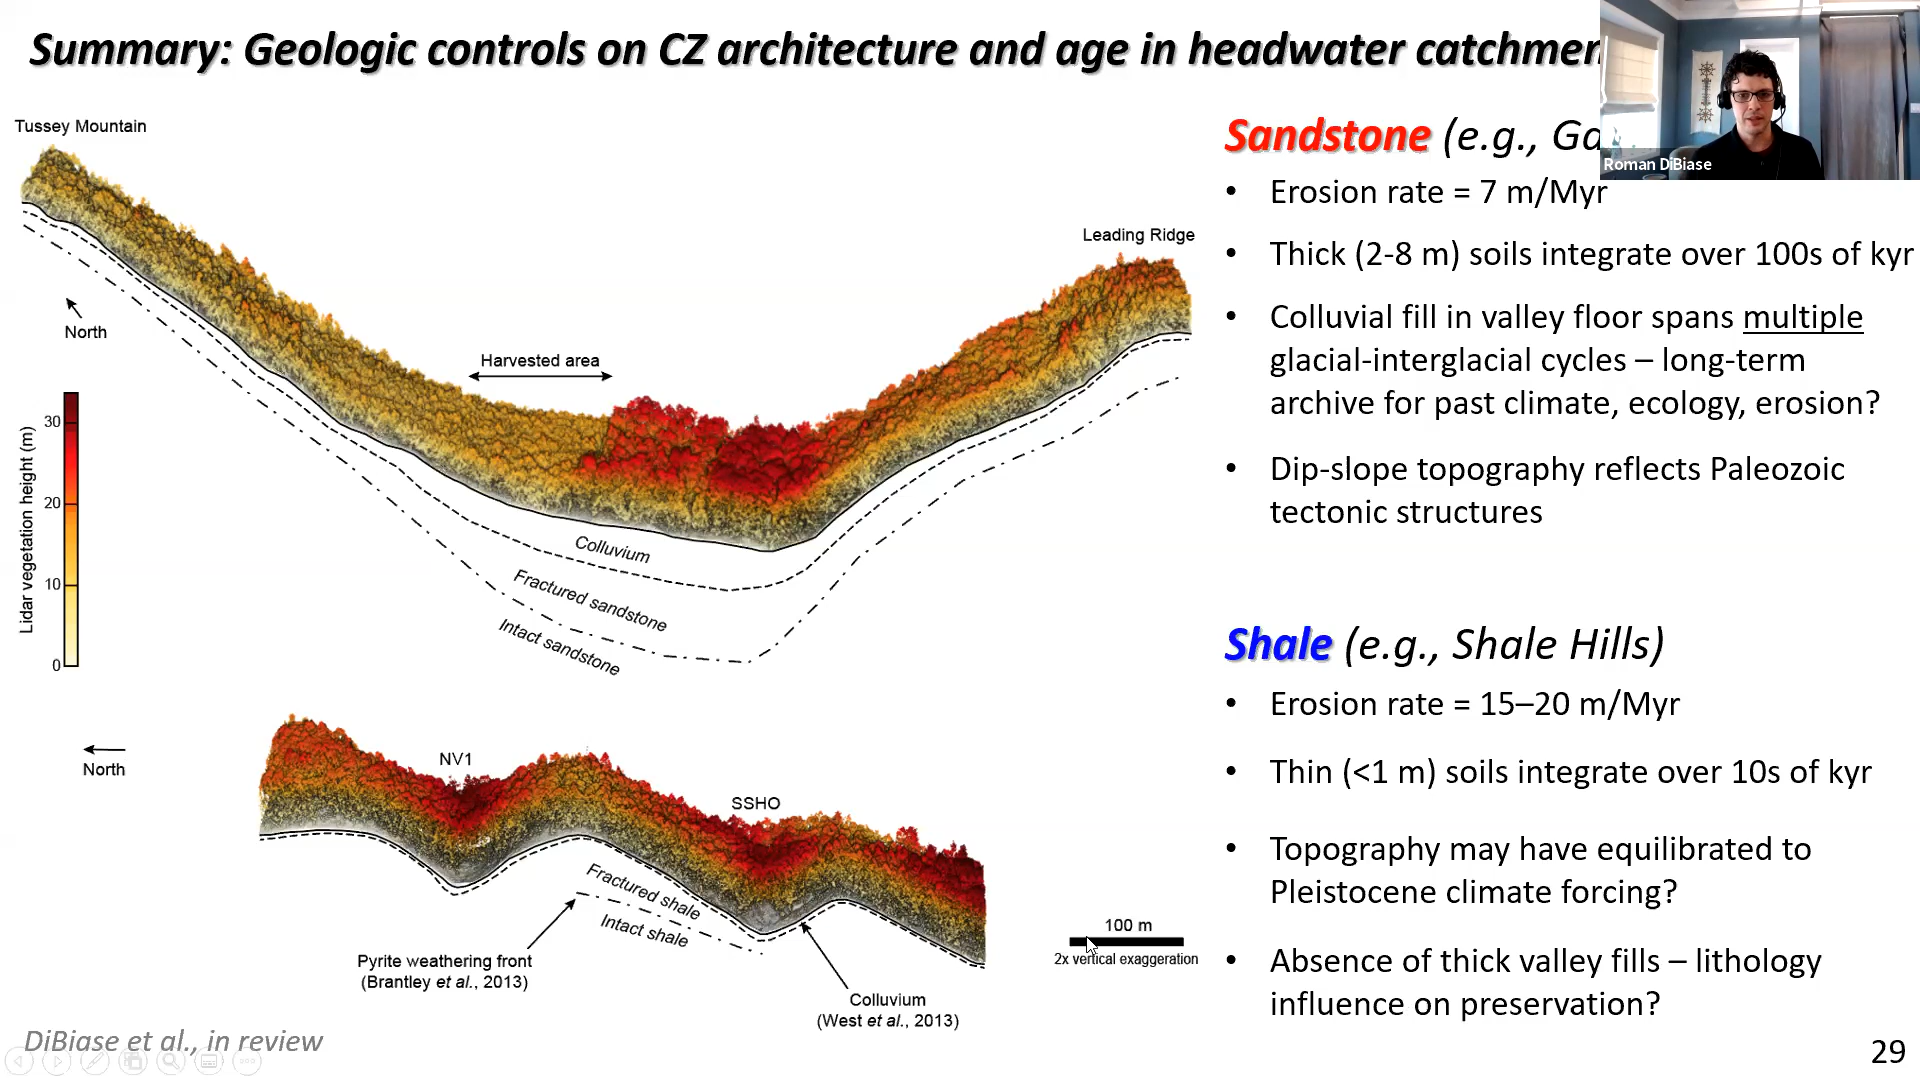 Summary: Geologic controls on CZ architecture and age in headwater
Roman DiBiase
Tussey Mountain
North
Harvested area
Leading Ridge
Lidar vegetation height (m)
30
20
10
0
Colluvium
Fractured sandstone
Intact sandstone
North
NV1
SSHO
Fractured shale
Intact shale
Pyrite weathering front
(Brantley et al., 2013)
Colluvium
(West et al., 2013)
100 m
2x vertical exaggeration
Sandstone (e.g.,
• Erosion rate = 7 m/Myr
• Thick (2-8 m) soils integrate over 100s of kyr
• Colluvial fill in valley floor spans multiple
glacial-interglacial cycles – long-term
archive for past climate, ecology, erosion?
• Dip-slope topography reflects Paleozoic
tectonic structures
Shale (e.g., Shale Hills)
• Erosion rate = 15–20 m/Myr
• Thin (<1 m) soils integrate over 10s of kyr
• Topography may have equilibrated to
Pleistocene climate forcing?
• Absence of thick valley fills – lithology
influence on preservation?
DiBiase et al., in review
29